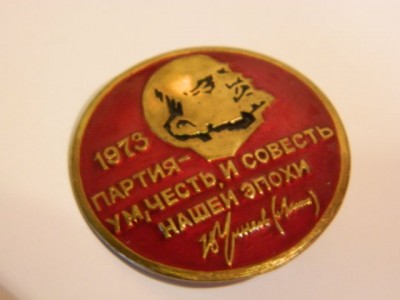 1973
ПАРТИЯ-
УМ, ЧЕСТЬ, И СОВЕСТЬ
НАШЕЙ ЭПОХИ